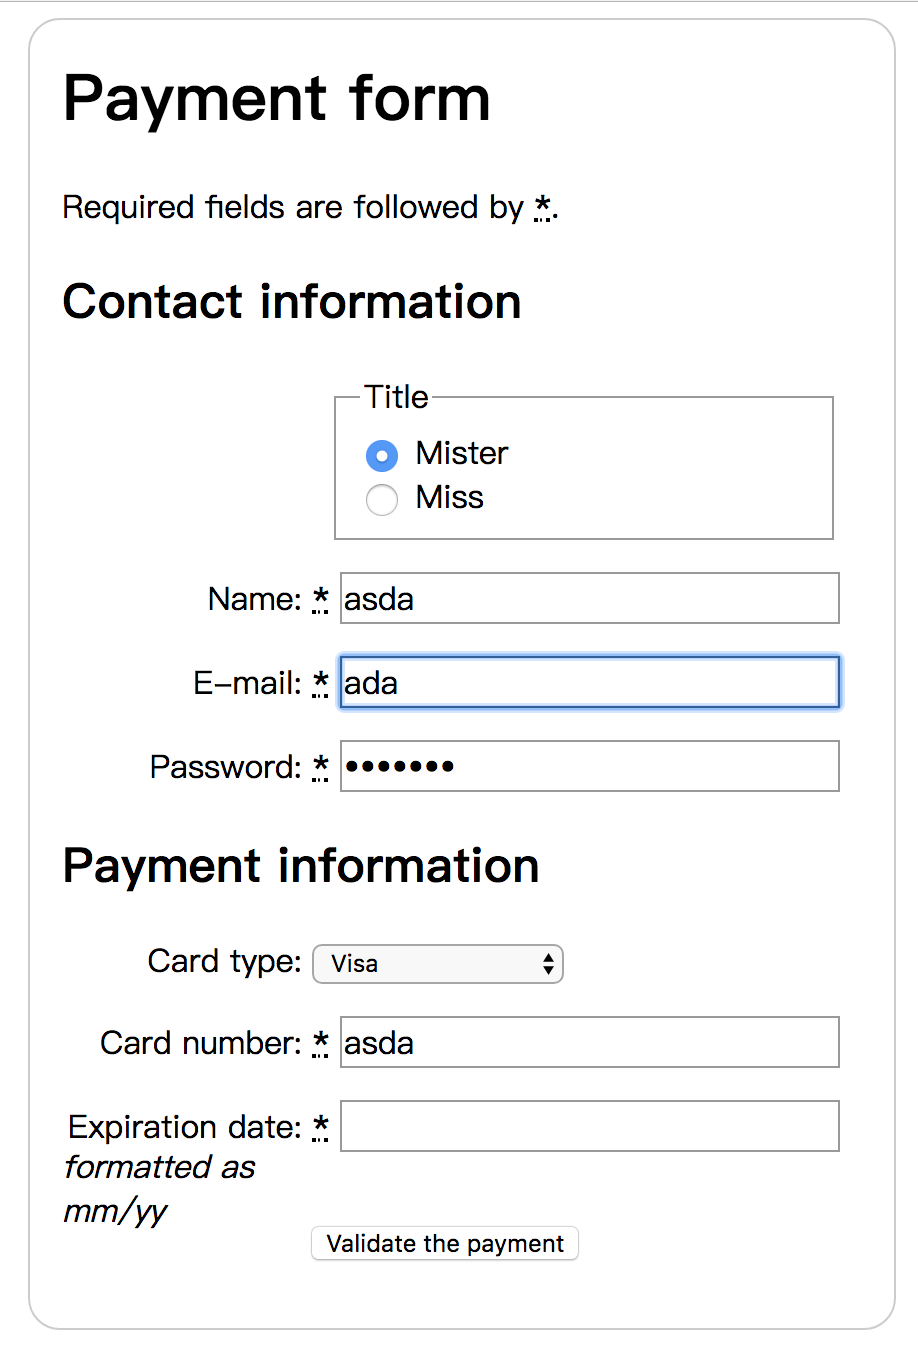 Payment form
Required fields are followed by *.
Contact information
Title
Mister
Miss
Name: * asda
E-mail: * ada
Password: * •••••••
Payment information
Card type: Visa
Card number: * asda
Expiration date: *
formatted as
mm/yy
Validate the payment